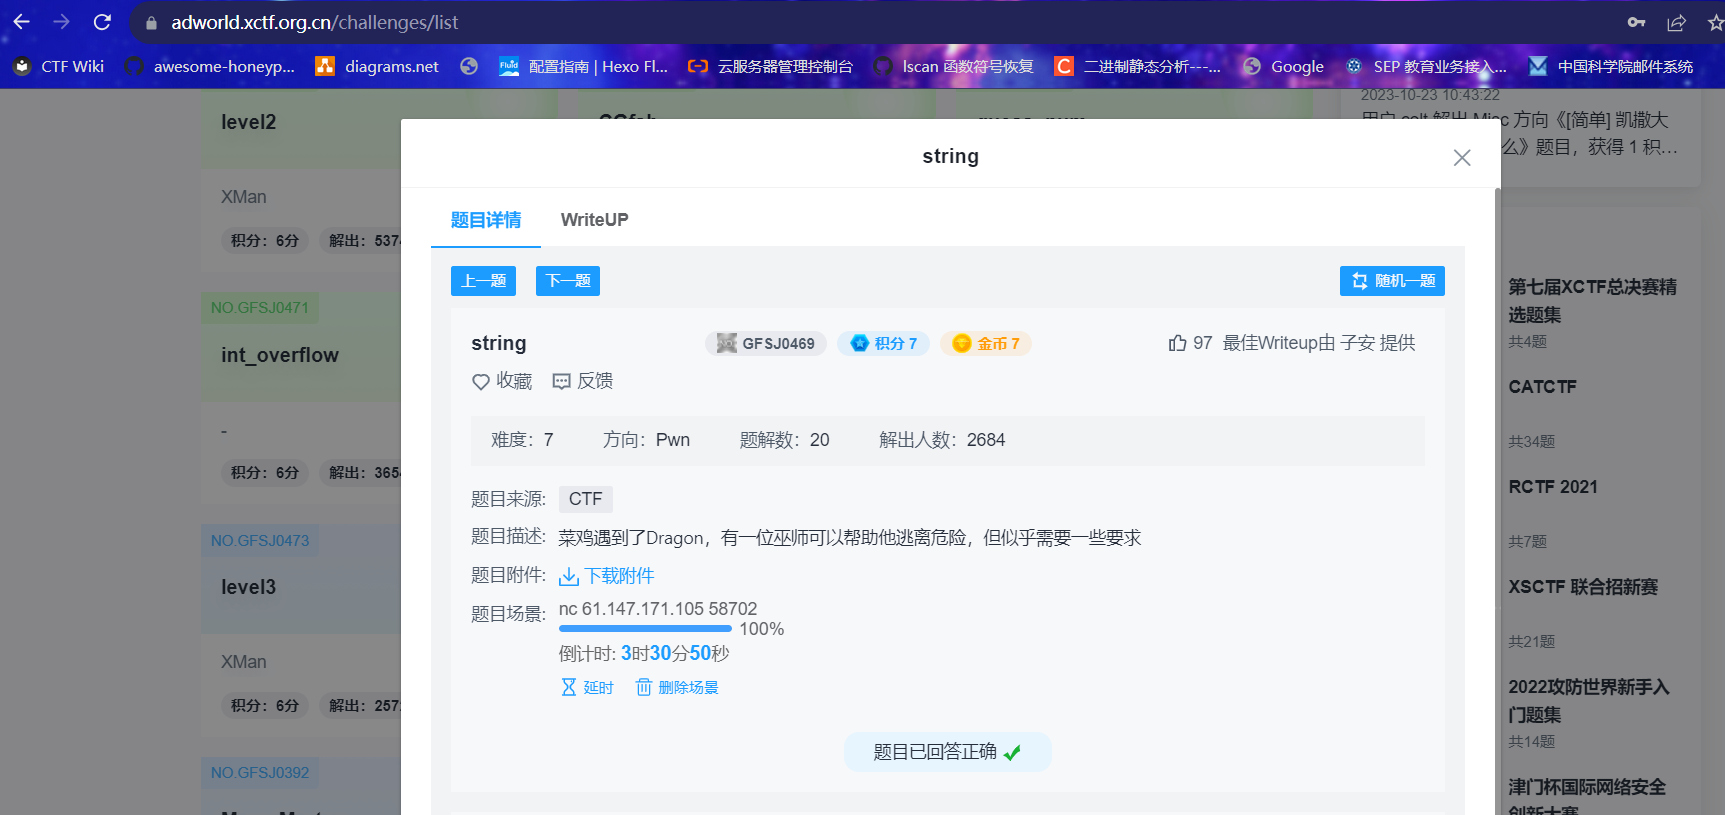 adworld.xctf.org.cn/challenges/list
CTF Wiki
awesome-honeyp...
diagrams.net
配置指南 | Hexo Fl...
云服务器管理控制台
lscan 函数符号恢复
二进制静态分析---...
Google
SEP 教育业务接入...
中国科学院邮件系统
level2
XMan
积分：6分
NO.GFSJ0471
int_overflow
-
积分：6分
NO.GFSJ0473
level3
XMan
积分：6分
NO.GFSJ0392
string
题目详情
WriteUP
上一题
下一题
随机一题
string
GFSJ0469
积分 7
金币 7
97
最佳Writeup由 子安 提供
收藏
反馈
难度：7
方向：Pwn
题解数：20
解出人数：2684
题目来源:
CTF
题目描述:
菜鸡遇到了Dragon，有一位巫师可以帮助他逃离危险，但似乎需要一些要求
题目附件:
下载附件
题目场景:
nc 61.147.171.105 58702
100%
倒计时: 3时30分50秒
延时
删除场景
题目已回答正确
2023-10-23 10:43:22
Misc 方向《[简单] 凯撒大
么》题目，获得 1 积...
第七届XCTF总决赛精
选题集
共4题
CATCTF
共34题
RCTF 2021
共7题
XSCTF 联合招新赛
共21题
2022攻防世界新手入
门题集
共14题
津门杯国际网络安全
创新大赛